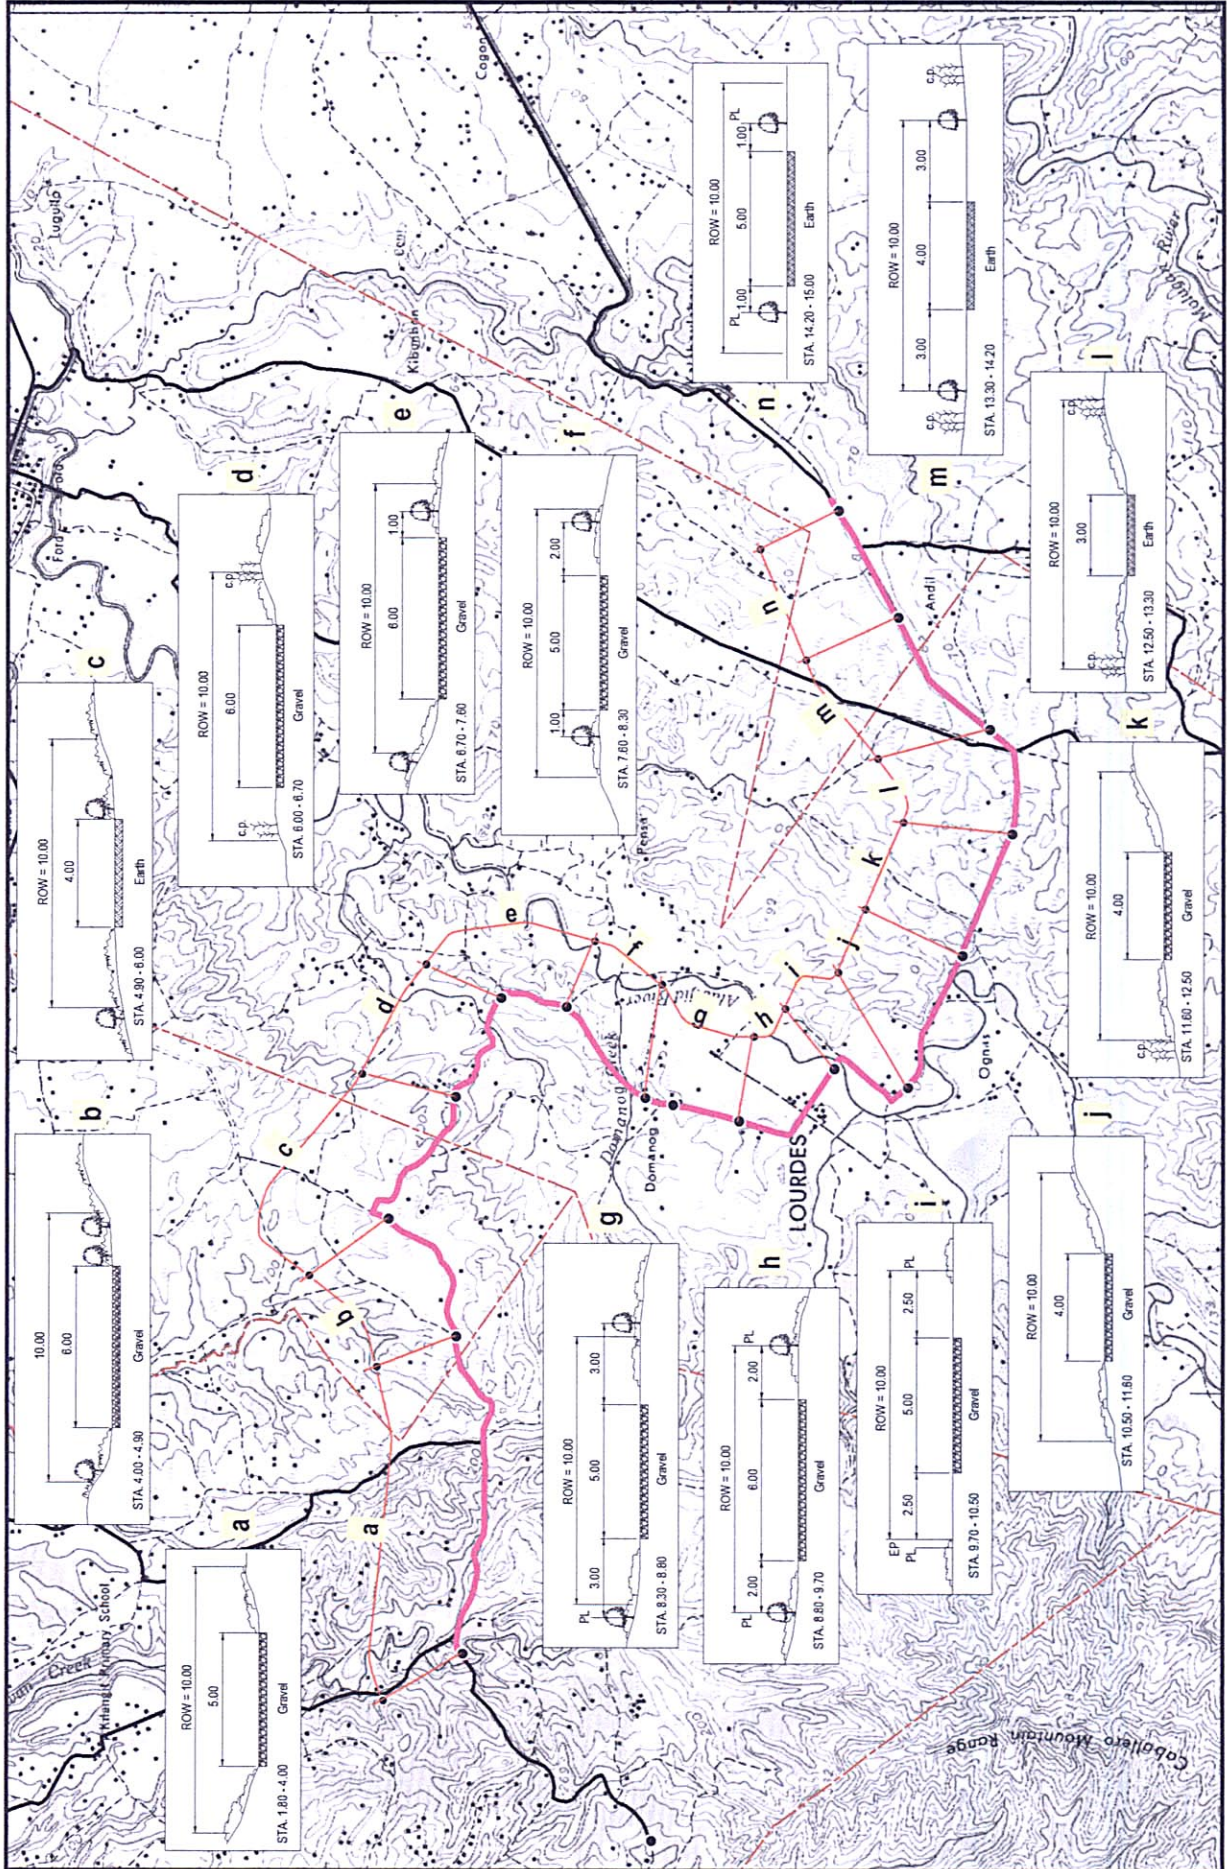 a
ROW = 10.00
5.00
Gravel
STA. 1.80 - 4.00
b
10.00
6.00
Gravel
STA. 4.00 - 4.90
c
ROW = 10.00
4.00
Earth
STA. 4.90 - 6.00
d
ROW = 10.00
6.00
c.p.
c.p.
Gravel
STA. 6.00 - 6.70
e
ROW = 10.00
6.00
1.00
Gravel
STA. 6.70 - 7.60
f
ROW = 10.00
1.00
5.00
2.00
Gravel
STA. 7.60 - 8.30
g
ROW = 10.00
PL
3.00
5.00
3.00
Gravel
STA. 8.30 - 8.80
h
ROW = 10.00
PL
2.00
6.00
2.00
PL
Gravel
STA. 8.80 - 9.70
i
ROW = 10.00
EP
PL
2.50
5.00
2.50
PL
Gravel
STA. 9.70 - 10.50
j
ROW = 10.00
4.00
Gravel
STA. 10.50 - 11.60
k
ROW = 10.00
4.00
c.p.
Gravel
STA. 11.60 - 12.50
l
ROW = 10.00
3.00
c.p.
c.p.
Earth
STA. 12.50 - 13.30
m
ROW = 10.00
3.00
4.00
3.00
c.p.
c.p.
Earth
STA. 13.30 - 14.20
n
ROW = 10.00
PL
1.00
5.00
1.00
PL
Earth
STA. 14.20 - 15.00
a
b
c
d
e
f
g
h
i
j
k
l
m
n
Creek
Primary School
Ford
Ford
Lugulio
Cogon
Kibunbon
Pensa
Domanog Creek
Domanog
River
LOURDES
Ognas
Andil
River
Caballero Mountain Range